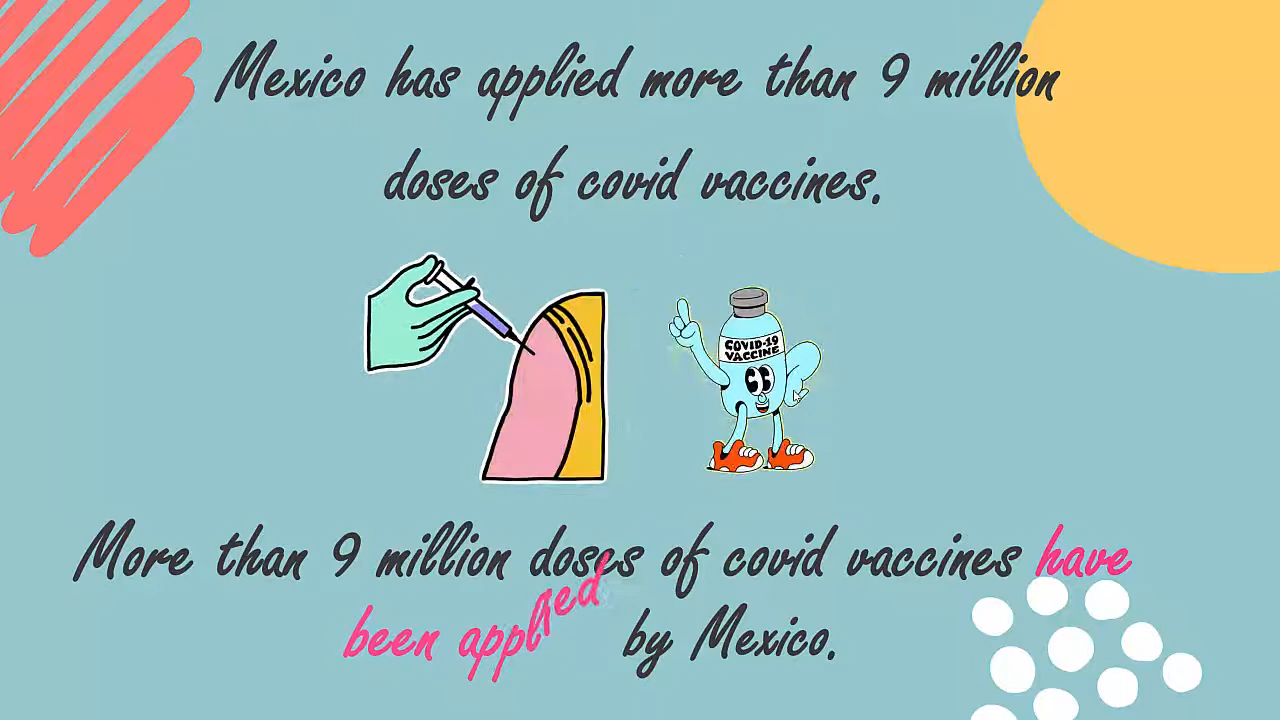 Mexico has applied more than 9 million
doses of covid vaccines.
COVID-19
VACCINE
More than 9 million doses of covid vaccines have
been applied by Mexico.